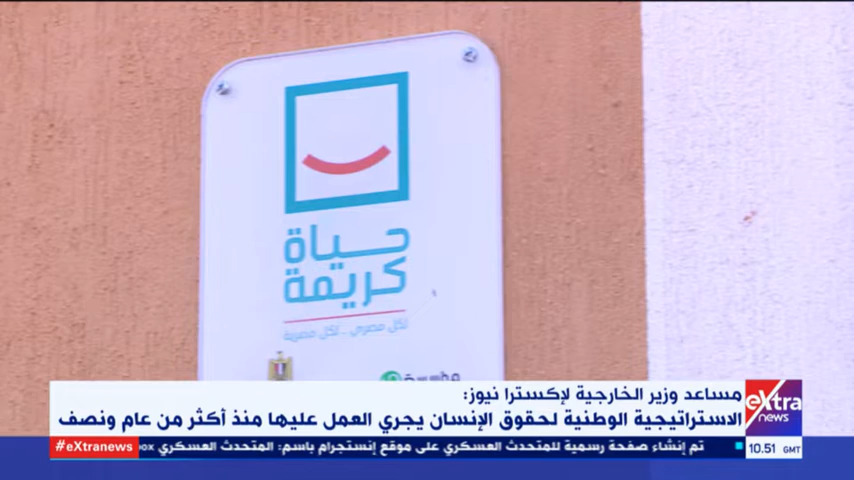 حياة
كريمة
لكل مصري .. لكل مصرية
مؤسسة
مساعد وزير الخارجية لإكسترا نيوز:
الاستراتيجية الوطنية لحقوق الإنسان يجري العمل عليها منذ أكثر من عام ونصف
eXtra
news
تم إنشاء صفحة رسمية للمتحدث العسكري على موقع إنستجرام باسم: المتحدث العسكري box
#eXtranews
10.51 GMT